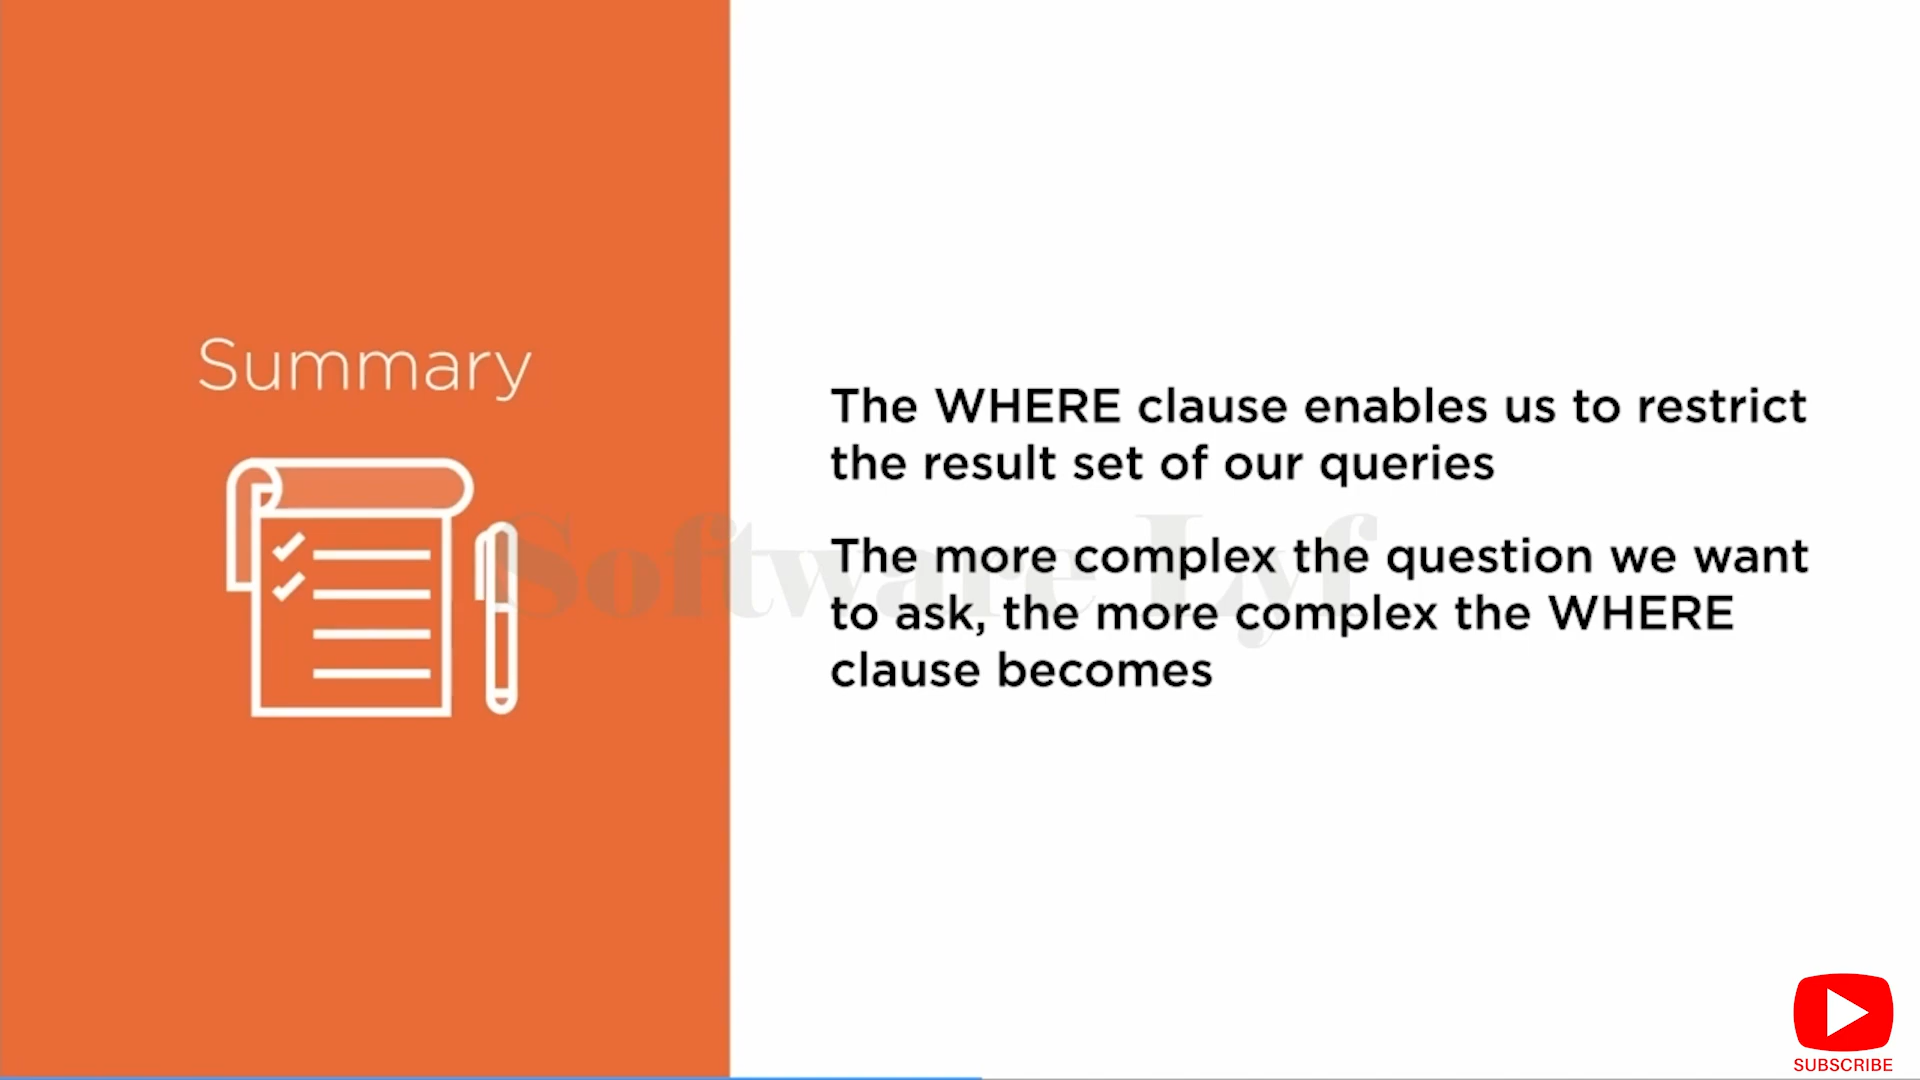 Summary
The WHERE clause enables us to restrict
the result set of our queries
Software Lyf
The more complex the question we want
to ask, the more complex the WHERE
clause becomes
SUBSCRIBE